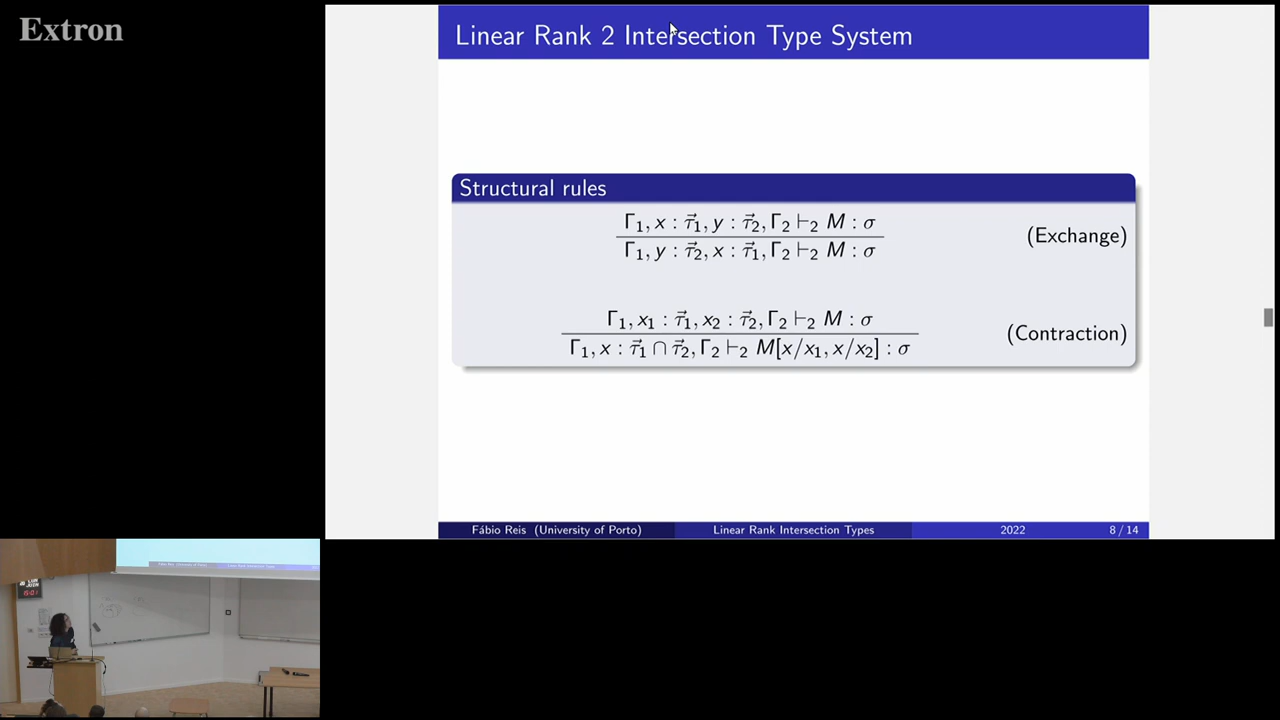 Extron
Linear Rank 2 Intersection Type System
Structural rules
Γ₁, x : τ⃗₁, y : τ⃗₂, Γ₂ ⊢₂ M : σ
Γ₁, y : τ⃗₂, x : τ⃗₁, Γ₂ ⊢₂ M : σ
(Exchange)
Γ₁, x₁ : τ⃗₁, x₂ : τ⃗₂, Γ₂ ⊢₂ M : σ
Γ₁, x : τ⃗₁ ∩ τ⃗₂, Γ₂ ⊢₂ M[x/x₁, x/x₂] : σ
(Contraction)
Fábio Reis (University of Porto)
Linear Rank Intersection Types
2022
8 / 14